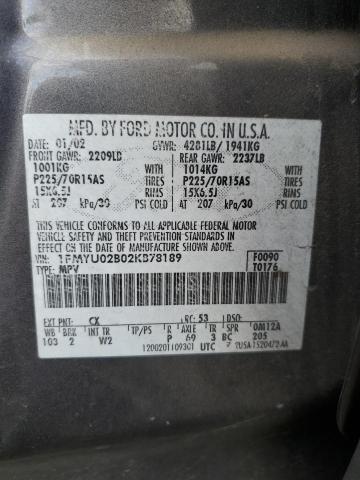 MFD. BY FORD MOTOR CO. IN U.S.A.
DATE: 01/02 GVWR: 4281LB/ 1941KG
FRONT GAWR: 2209LB REAR GAWR: 2237LB
1001KG 1014KG
P225/70R15AS TIRES P225/70R15AS TIRES
15X6.5J RIMS 15X6.5J RIMS
AT 207 kPa/30 PSI COLD AT 207 kPa/30 PSI COLD
THIS VEHICLE CONFORMS TO ALL APPLICABLE FEDERAL MOTOR
VEHICLE SAFETY AND THEFT PREVENTION STANDARDS IN EFFECT
ON THE DATE OF MANUFACTURE SHOWN ABOVE.
VIN: 1FMYU02B02KB78189 F0090
TYPE: MPV T0176
EXT PNT: CX RC: 53 DSO:
WB BRK INT TR TP/PS R AXLE TR SPR 0M12A
103 2 W2 P 69 3 BC 205
UTC